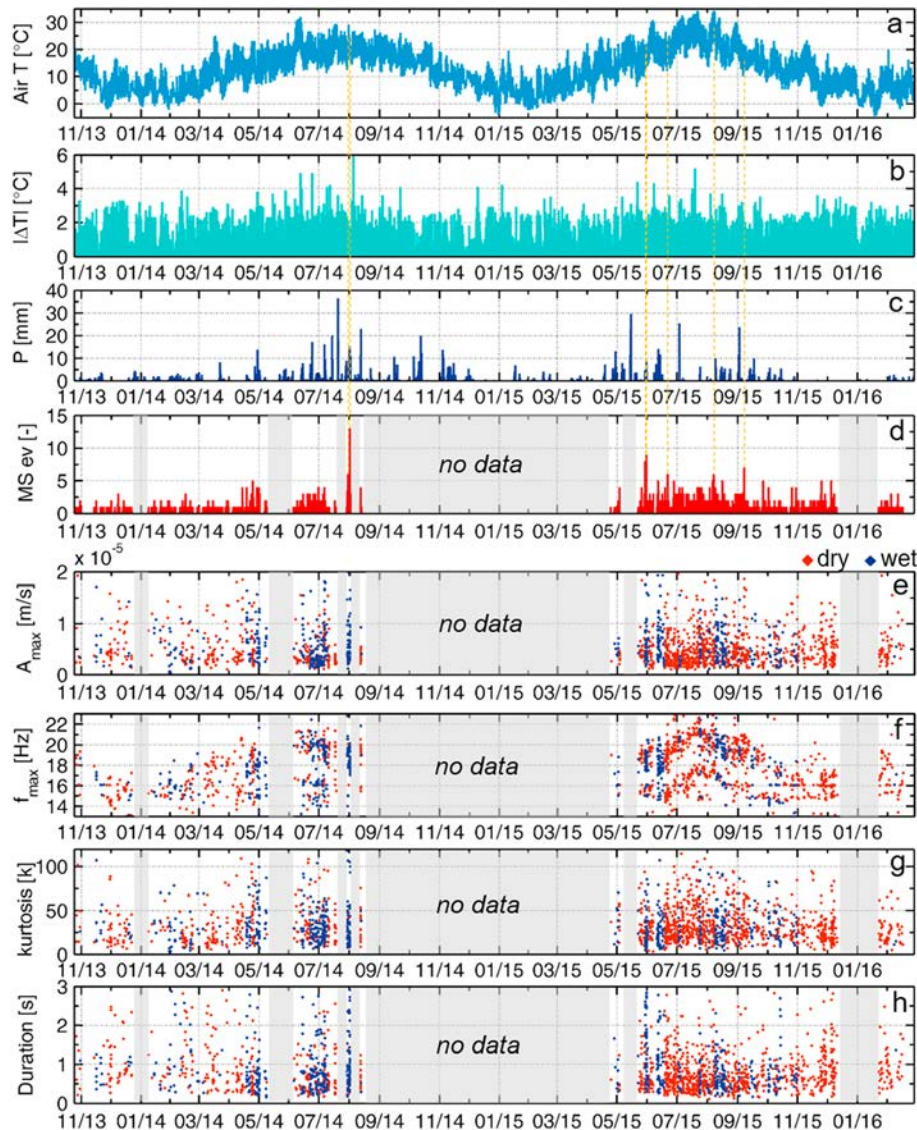 a
Air T [°C]
30
20
10
0
11/13 01/14 03/14 05/14 07/14 09/14 11/14 01/15 03/15 05/15 07/15 09/15 11/15 01/16
b
|ΔT| [°C]
6
4
2
0
11/13 01/14 03/14 05/14 07/14 09/14 11/14 01/15 03/15 05/15 07/15 09/15 11/15 01/16
c
P [mm]
40
30
20
10
0
11/13 01/14 03/14 05/14 07/14 09/14 11/14 01/15 03/15 05/15 07/15 09/15 11/15 01/16
d
MS ev [-]
15
10
5
0
no data
11/13 01/14 03/14 05/14 07/14 09/14 11/14 01/15 03/15 05/15 07/15 09/15 11/15 01/16
x 10^-5
dry wet
e
A_max [m/s]
2
1
0
no data
11/13 01/14 03/14 05/14 07/14 09/14 11/14 01/15 03/15 05/15 07/15 09/15 11/15 01/16
f
f_max [Hz]
22
20
18
16
14
no data
11/13 01/14 03/14 05/14 07/14 09/14 11/14 01/15 03/15 05/15 07/15 09/15 11/15 01/16
g
kurtosis [k]
100
50
0
no data
11/13 01/14 03/14 05/14 07/14 09/14 11/14 01/15 03/15 05/15 07/15 09/15 11/15 01/16
h
Duration [s]
3
2
1
0
no data
11/13 01/14 03/14 05/14 07/14 09/14 11/14 01/15 03/15 05/15 07/15 09/15 11/15 01/16